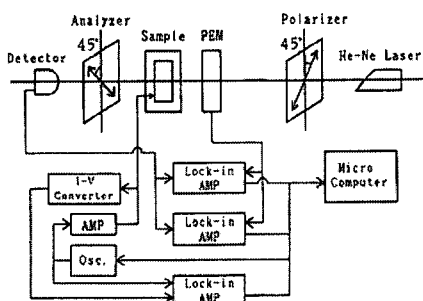 Analyzer
Polarizer
Sample
PEM
45°
45°
Detector
He-Ne Laser
I-V
Converter
Lock-in
AMP
Micro
Computer
AMP
Lock-in
AMP
Osc.
Lock-in
AMP